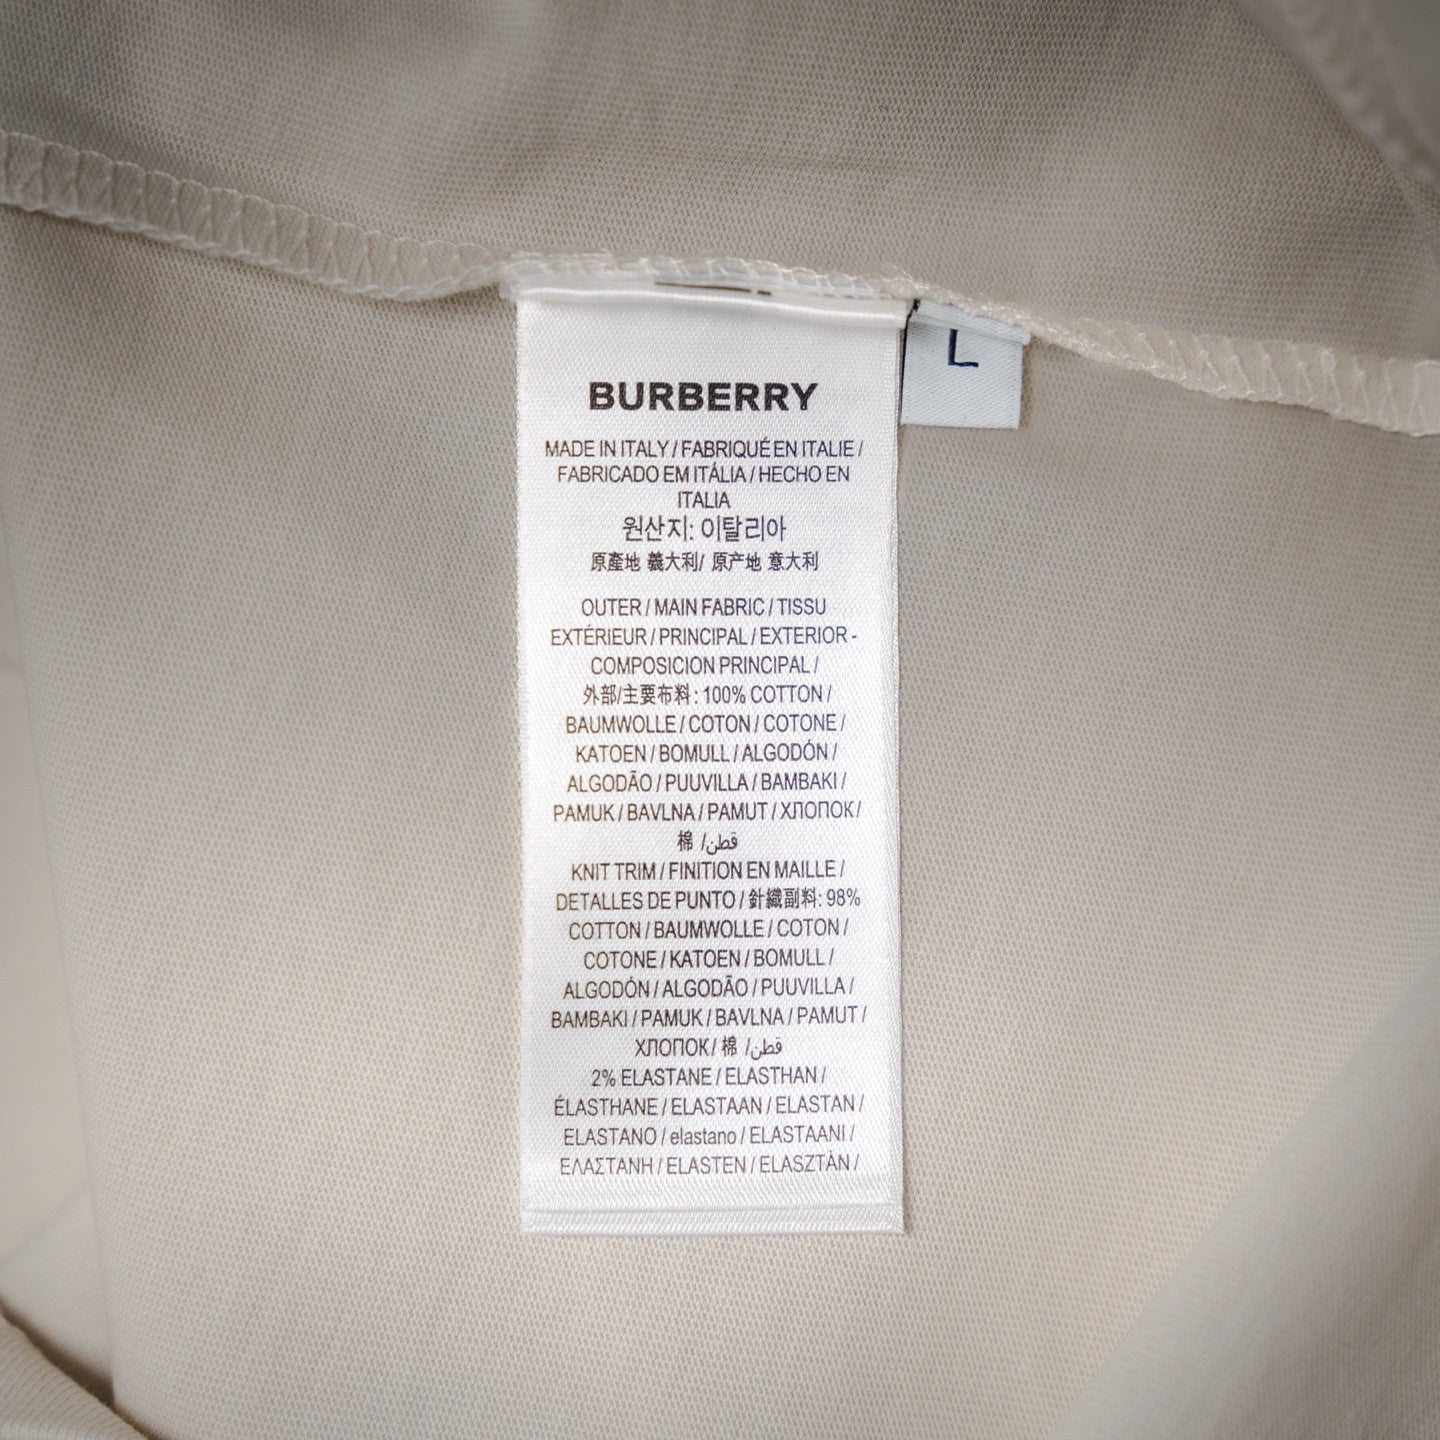 BURBERRY
L
MADE IN ITALY / FABRIQUÉ EN ITALIE /
FABRICADO EM ITÁLIA / HECHO EN
ITALIA
원산지: 이탈리아
原產地 義大利/ 原产地 意大利
OUTER / MAIN FABRIC / TISSU
EXTÉRIEUR / PRINCIPAL / EXTERIOR -
COMPOSICION PRINCIPAL /
外部/主要布料: 100% COTTON /
BAUMWOLLE / COTON / COTONE /
KATOEN / BOMULL / ALGODÓN /
ALGODÃO / PUUVILLA / BAMBAKI /
PAMUK / BAVLNA / PAMUT / ХЛОПОК/
棉 /قطن
KNIT TRIM / FINITION EN MAILLE /
DETALLES DE PUNTO / 針織副料: 98%
COTTON / BAUMWOLLE / COTON /
COTONE / KATOEN / BOMULL /
ALGODÓN / ALGODÃO / PUUVILLA /
BAMBAKI / PAMUK / BAVLNA / PAMUT /
ХЛОПОК/ 棉 /قطن
2% ELASTANE / ELASTHAN /
ÉLASTHANE / ELASTAAN / ELASTAN /
ELASTANO / elastano / ELASTAANI /
ΕΛΑΣΤΑΝΗ / ELASTEN / ELASZTÀN /